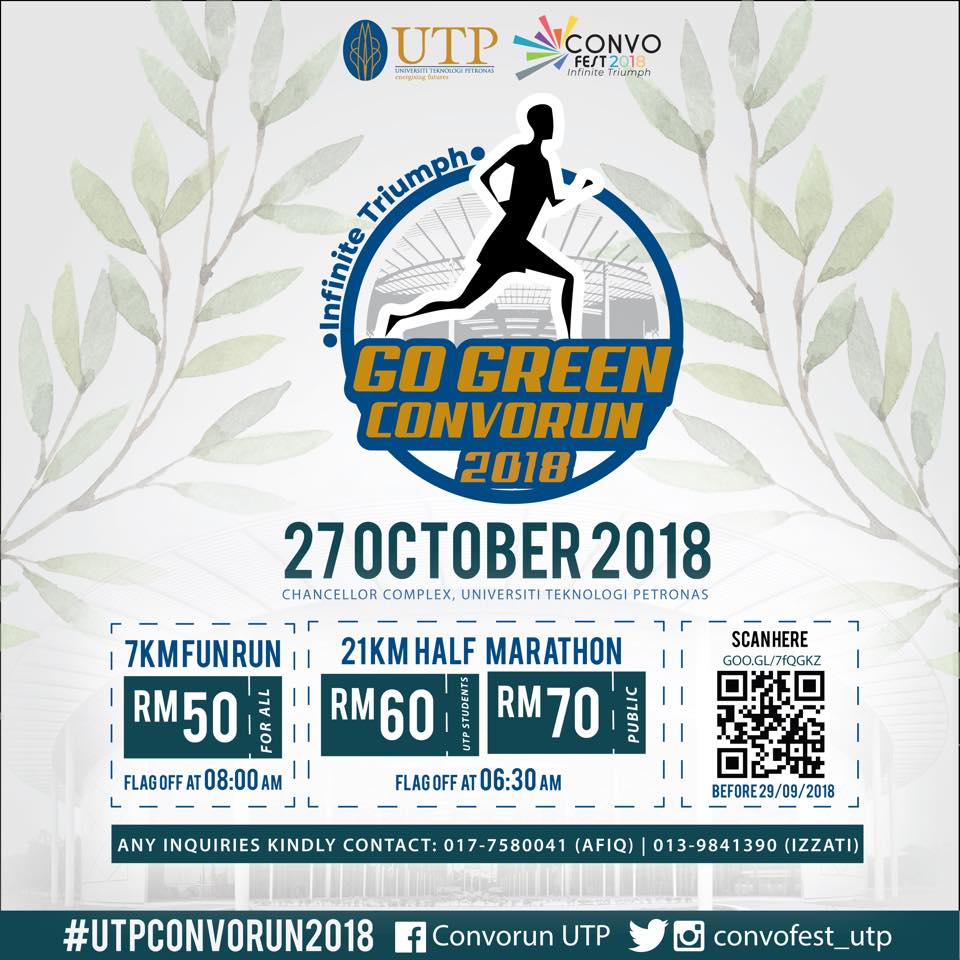 UTP
UNIVERSITI TEKNOLOGI PETRONAS
energising futures
CONVO
FEST 2018
Infinite Triumph
•Infinite Triumph•
GO GREEN
CONVORUN
2018
27 OCTOBER 2018
CHANCELLOR COMPLEX, UNIVERSITI TEKNOLOGI PETRONAS
7KM FUN RUN
RM50 FOR ALL
FLAG OFF AT 08:00 AM
21KM HALF MARATHON
RM60 UTP STUDENTS
RM70 PUBLIC
FLAG OFF AT 06:30 AM
SCAN HERE
GOO.GL/7fQGKZ
BEFORE 29/09/2018
ANY INQUIRIES KINDLY CONTACT: 017-7580041 (AFIQ) | 013-9841390 (IZZATI)
#UTPCONVORUN2018 Convorun UTP convofest_utp